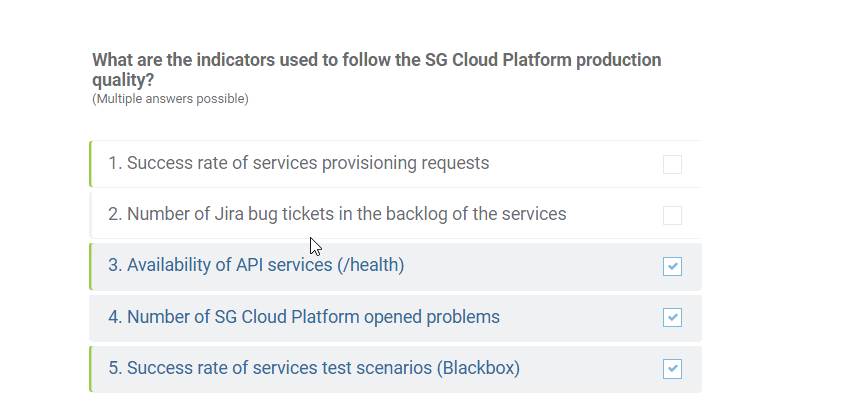 What are the indicators used to follow the SG Cloud Platform production
quality?
(Multiple answers possible)
1. Success rate of services provisioning requests
2. Number of Jira bug tickets in the backlog of the services
3. Availability of API services (/health)
4. Number of SG Cloud Platform opened problems
5. Success rate of services test scenarios (Blackbox)